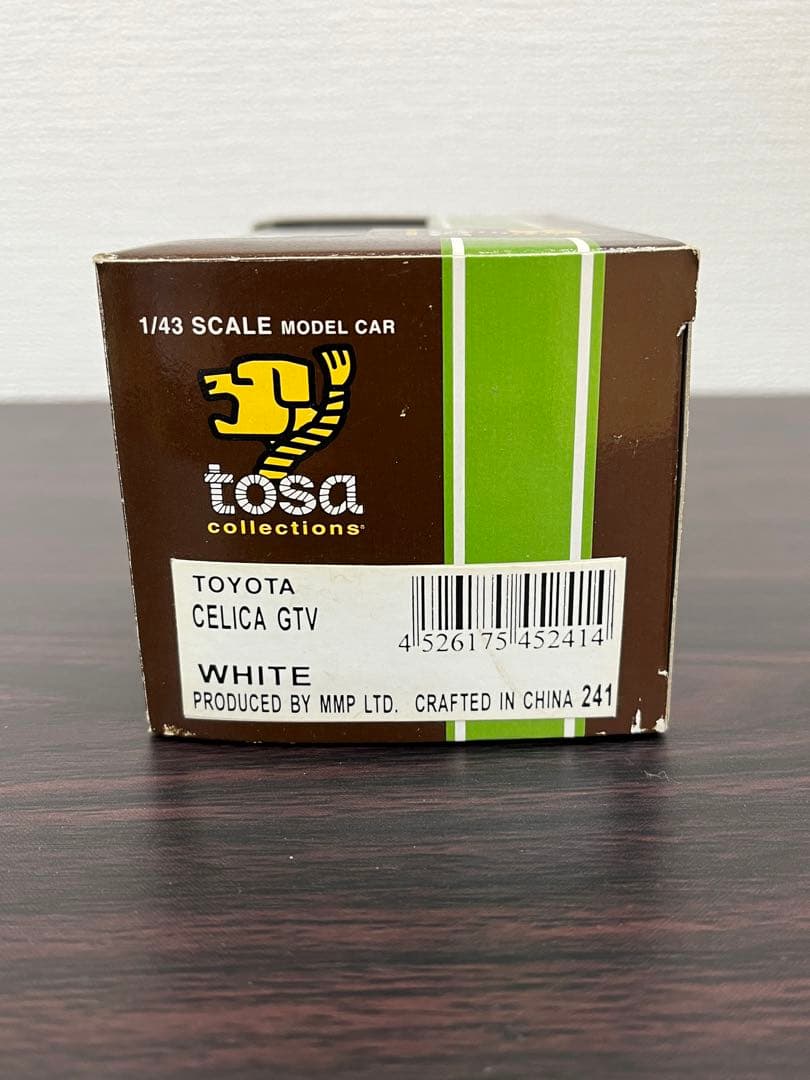 1/43 SCALE MODEL CAR
tosa
collections
TOYOTA
CELICA GTV
4 526175 452414
WHITE
PRODUCED BY MMP LTD. CRAFTED IN CHINA 241